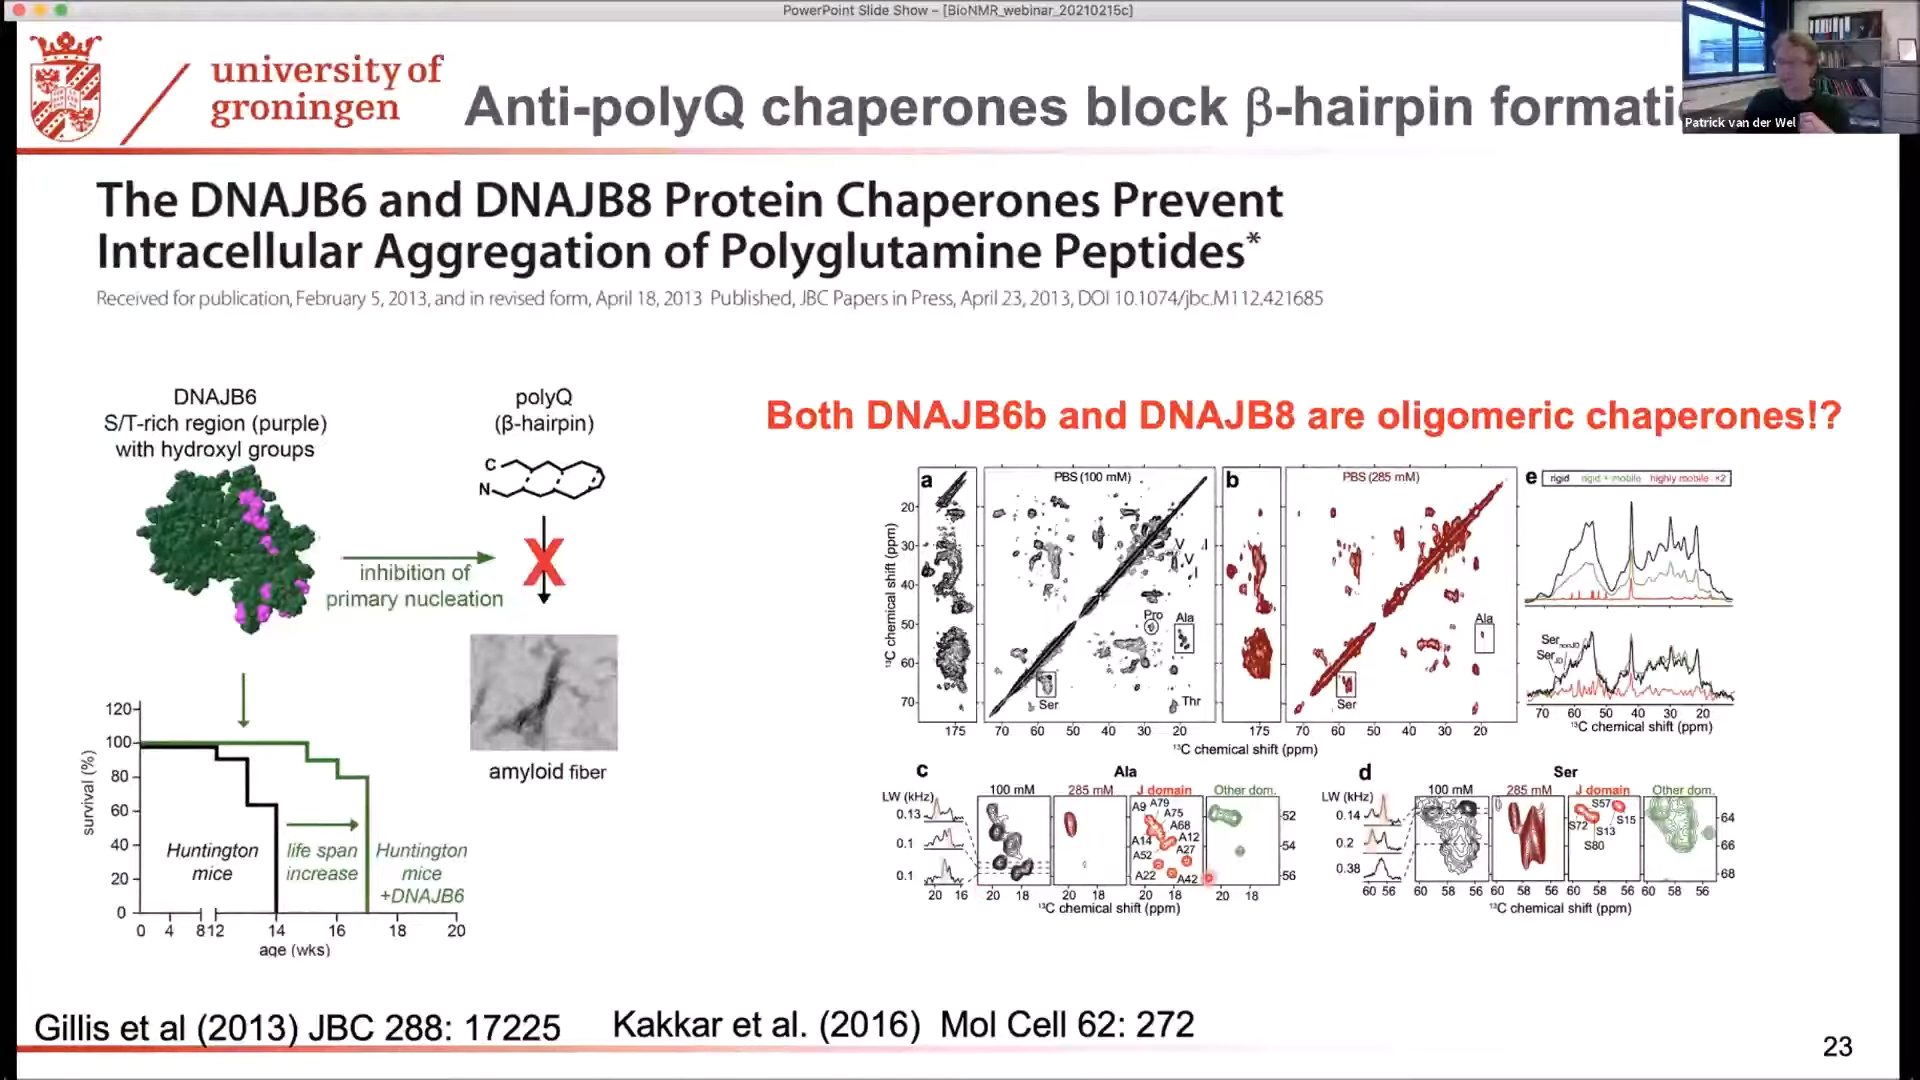 PowerPoint Slide Show – [BioNMR_webinar_20210215c]
university of
groningen
Anti-polyQ chaperones block β-hairpin formati
Patrick van der Wel
The DNAJB6 and DNAJB8 Protein Chaperones Prevent
Intracellular Aggregation of Polyglutamine Peptides*
Received for publication, February 5, 2013, and in revised form, April 18, 2013 Published, JBC Papers in Press, April 23, 2013, DOI 10.1074/jbc.M112.421685
DNAJB6
S/T-rich region (purple)
with hydroxyl groups
polyQ
(β-hairpin)
C
N
inhibition of
primary nucleation
X
amyloid fiber
120
100
80
60
40
20
0
survival (%)
Huntington
mice
life span
increase
Huntington
mice
+DNAJB6
0 4 8 12 14 16 18 20
age (wks)
Both DNAJB6b and DNAJB8 are oligomeric chaperones!?
a
PBS (100 mM)
20
30
40
50
60
70
¹³C chemical shift (ppm)
V I
V
I
Pro
Ala
Ser
Thr
175 70 60 50 40 30 20
b
PBS (285 mM)
Ala
Ser
175 70 60 50 40 30 20
¹³C chemical shift (ppm)
e
rigid rigid + mobile highly mobile ×2
Ser nonJD
Ser JD
70 60 50 40 30 20
¹³C chemical shift (ppm)
c
Ala
LW (kHz)
100 mM 285 mM J domain Other dom.
0.13
0.1
0.1
A9 A79
A75
A68
A14 A12
A52 A27
A22 A42
52
54
56
20 16 20 18 20 18 20 18 20 18
¹³C chemical shift (ppm)
d
Ser
LW (kHz)
100 mM 285 mM J domain Other dom.
0.14
0.2
0.38
S57
S72 S15
S13
S80
64
66
68
60 56 60 58 56 60 58 56 60 58 56 60 58 56
¹³C chemical shift (ppm)
Gillis et al (2013) JBC 288: 17225
Kakkar et al. (2016) Mol Cell 62: 272
23